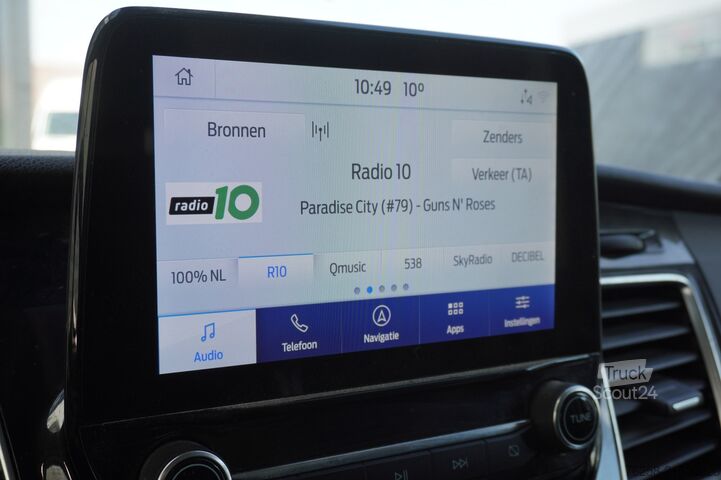 10:49 10°
4
Bronnen
Zenders
Radio 10
Verkeer (TA)
radio 10
Paradise City (#79) - Guns N' Roses
100% NL R10 Qmusic 538 SkyRadio DECIBEL
Audio Telefoon Navigatie Apps Instellingen
Truck
Scout24
TUNE